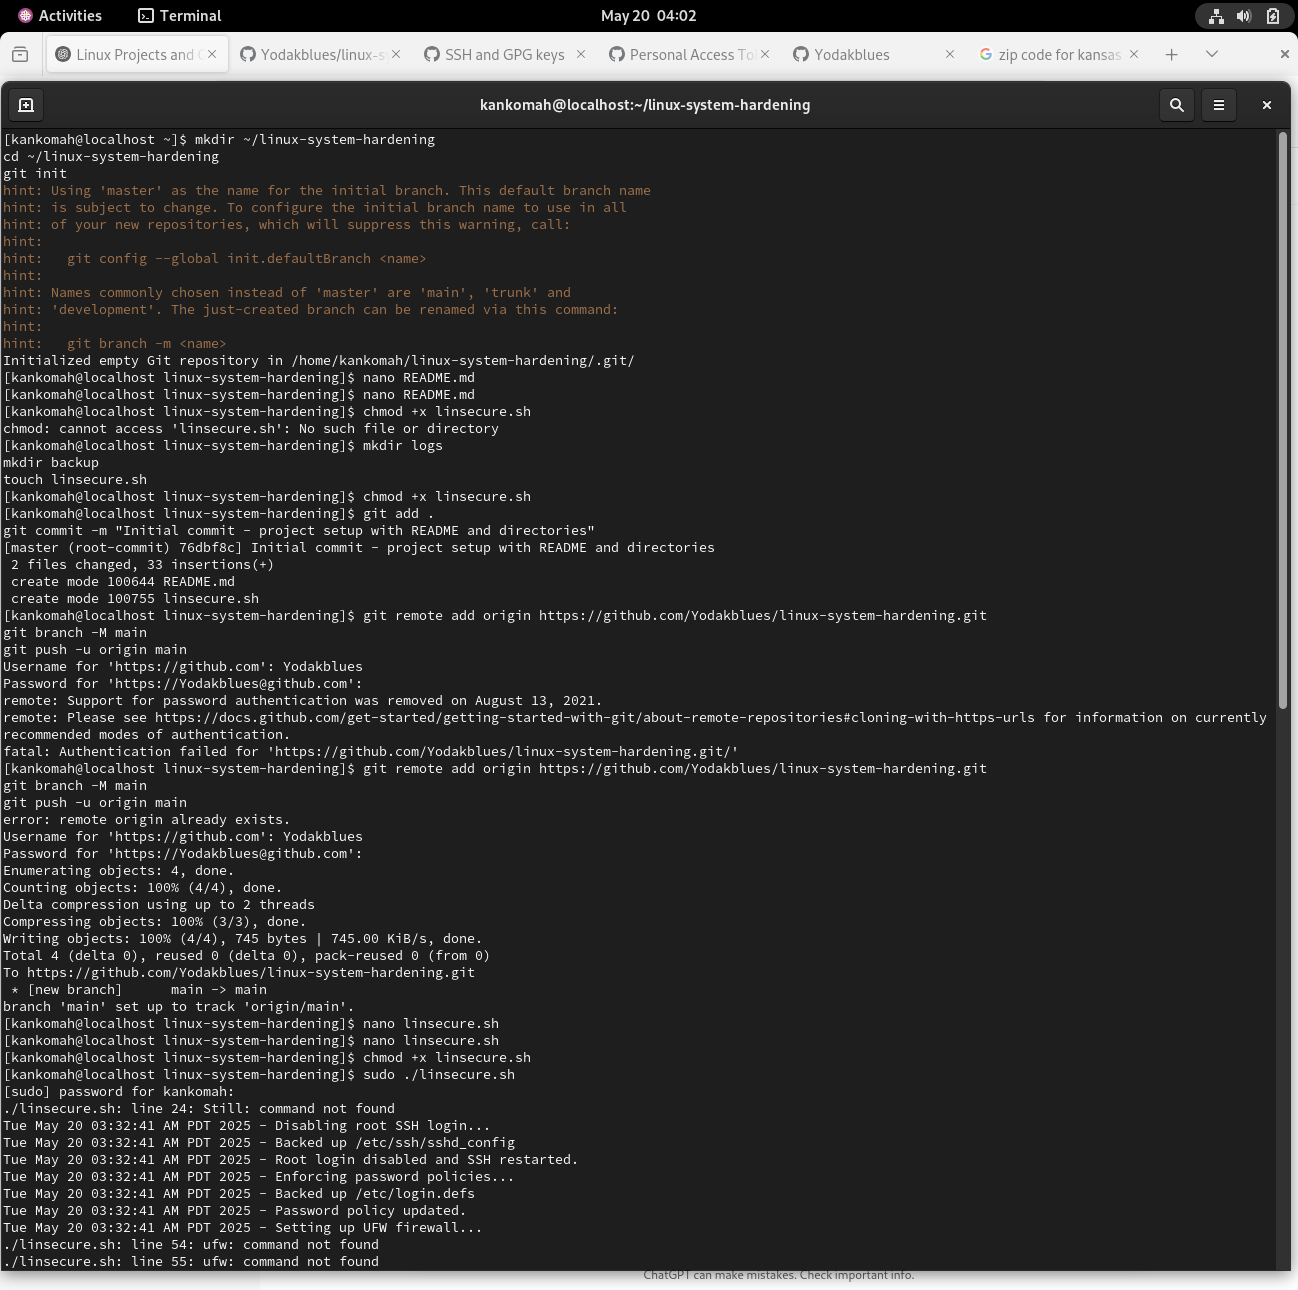 Activities
Terminal
May 20 04:02
Linux Projects and
Yodakblues/linux-s
SSH and GPG keys
Personal Access To
Yodakblues
zip code for kansas
kankomah@localhost:~/linux-system-hardening
[kankomah@localhost ~]$ mkdir ~/linux-system-hardening
cd ~/linux-system-hardening
git init
hint: Using 'master' as the name for the initial branch. This default branch name
hint: is subject to change. To configure the initial branch name to use in all
hint: of your new repositories, which will suppress this warning, call:
hint:
hint:   git config --global init.defaultBranch <name>
hint:
hint: Names commonly chosen instead of 'master' are 'main', 'trunk' and
hint: 'development'. The just-created branch can be renamed via this command:
hint:
hint:   git branch -m <name>
Initialized empty Git repository in /home/kankomah/linux-system-hardening/.git/
[kankomah@localhost linux-system-hardening]$ nano README.md
[kankomah@localhost linux-system-hardening]$ nano README.md
[kankomah@localhost linux-system-hardening]$ chmod +x linsecure.sh
chmod: cannot access 'linsecure.sh': No such file or directory
[kankomah@localhost linux-system-hardening]$ mkdir logs
mkdir backup
touch linsecure.sh
[kankomah@localhost linux-system-hardening]$ chmod +x linsecure.sh
[kankomah@localhost linux-system-hardening]$ git add .
git commit -m "Initial commit - project setup with README and directories"
[master (root-commit) 76dbf8c] Initial commit - project setup with README and directories
 2 files changed, 33 insertions(+)
 create mode 100644 README.md
 create mode 100755 linsecure.sh
[kankomah@localhost linux-system-hardening]$ git remote add origin https://github.com/Yodakblues/linux-system-hardening.git
git branch -M main
git push -u origin main
Username for 'https://github.com': Yodakblues
Password for 'https://Yodakblues@github.com':
remote: Support for password authentication was removed on August 13, 2021.
remote: Please see https://docs.github.com/get-started/getting-started-with-git/about-remote-repositories#cloning-with-https-urls for information on currently
recommended modes of authentication.
fatal: Authentication failed for 'https://github.com/Yodakblues/linux-system-hardening.git/'
[kankomah@localhost linux-system-hardening]$ git remote add origin https://github.com/Yodakblues/linux-system-hardening.git
git branch -M main
git push -u origin main
error: remote origin already exists.
Username for 'https://github.com': Yodakblues
Password for 'https://Yodakblues@github.com':
Enumerating objects: 4, done.
Counting objects: 100% (4/4), done.
Delta compression using up to 2 threads
Compressing objects: 100% (3/3), done.
Writing objects: 100% (4/4), 745 bytes | 745.00 KiB/s, done.
Total 4 (delta 0), reused 0 (delta 0), pack-reused 0 (from 0)
To https://github.com/Yodakblues/linux-system-hardening.git
 * [new branch]      main -> main
branch 'main' set up to track 'origin/main'.
[kankomah@localhost linux-system-hardening]$ nano linsecure.sh
[kankomah@localhost linux-system-hardening]$ nano linsecure.sh
[kankomah@localhost linux-system-hardening]$ chmod +x linsecure.sh
[kankomah@localhost linux-system-hardening]$ sudo ./linsecure.sh
[sudo] password for kankomah:
./linsecure.sh: line 24: Still: command not found
Tue May 20 03:32:41 AM PDT 2025 - Disabling root SSH login...
Tue May 20 03:32:41 AM PDT 2025 - Backed up /etc/ssh/sshd_config
Tue May 20 03:32:41 AM PDT 2025 - Root login disabled and SSH restarted.
Tue May 20 03:32:41 AM PDT 2025 - Enforcing password policies...
Tue May 20 03:32:41 AM PDT 2025 - Backed up /etc/login.defs
Tue May 20 03:32:41 AM PDT 2025 - Password policy updated.
Tue May 20 03:32:41 AM PDT 2025 - Setting up UFW firewall...
./linsecure.sh: line 54: ufw: command not found
./linsecure.sh: line 55: ufw: command not found
ChatGPT can make mistakes. Check important info.